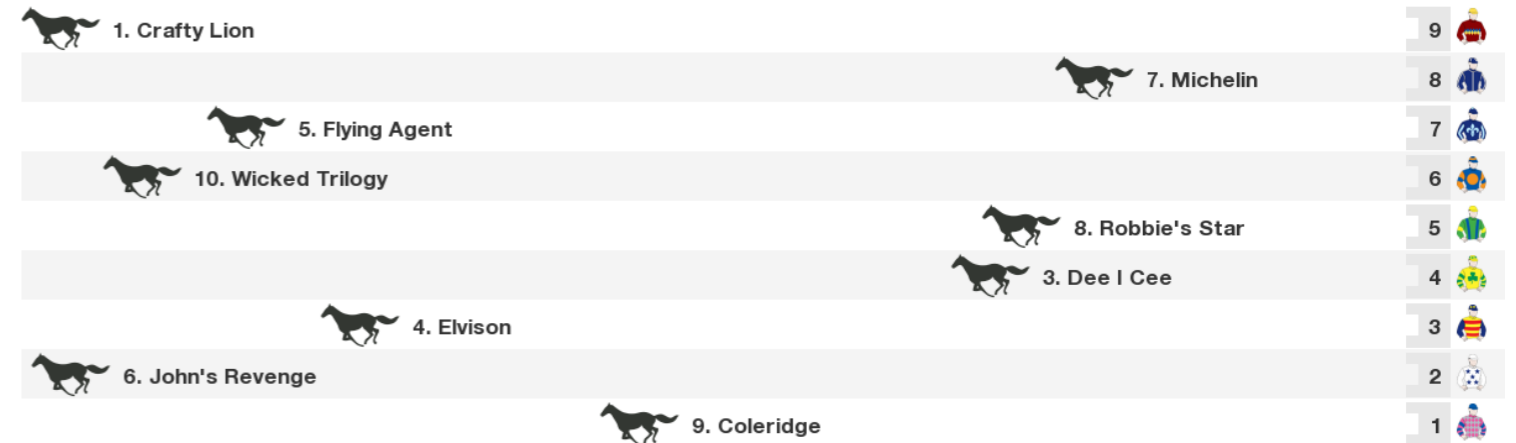 1. Crafty Lion 9
7. Michelin 8
5. Flying Agent 7
10. Wicked Trilogy 6
8. Robbie's Star 5
3. Dee I Cee 4
4. Elvison 3
6. John's Revenge 2
9. Coleridge 1